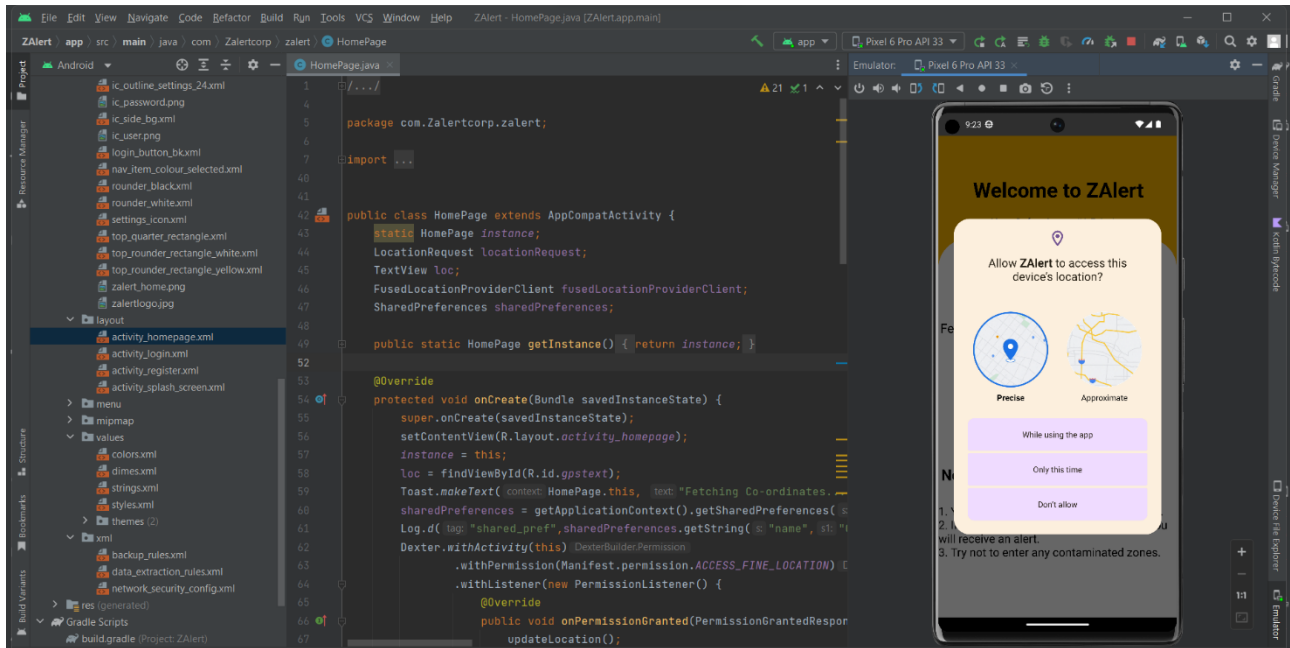 File Edit View Navigate Code Refactor Build Run Tools VCS Window Help ZAlert - HomePage.java [ZAlert.app.main]
ZAlert app src main java com Zalertcorp zalert HomePage
app
Pixel 6 Pro API 33
Project
Resource Manager
Structure
Bookmarks
Build Variants
Android
ic_outline_settings_24.xml
ic_password.png
ic_side_bg.xml
ic_user.png
login_button_bk.xml
nav_item_colour_selected.xml
rounder_black.xml
rounder_white.xml
settings_icon.xml
top_quarter_rectangle.xml
top_rounder_rectangle_white.xml
top_rounder_rectangle_yellow.xml
zalert_home.png
zalertlogo.jpg
layout
activity_homepage.xml
activity_login.xml
activity_register.xml
activity_splash_screen.xml
menu
mipmap
values
colors.xml
dimes.xml
strings.xml
styles.xml
themes (2)
xml
backup_rules.xml
data_extraction_rules.xml
network_security_config.xml
res (generated)
Gradle Scripts
build.gradle (Project: ZAlert)
HomePage.java
21 1
1 /.../
4
5 package com.Zalertcorp.zalert;
6
7 import ...
40
41
42 public class HomePage extends AppCompatActivity {
43 static HomePage instance;
44 LocationRequest locationRequest;
45 TextView loc;
46 FusedLocationProviderClient fusedLocationProviderClient;
47 SharedPreferences sharedPreferences;
48
49 public static HomePage getInstance() { return instance; }
52
53 @Override
54 protected void onCreate(Bundle savedInstanceState) {
55 super.onCreate(savedInstanceState);
56 setContentView(R.layout.activity_homepage);
57 instance = this;
58 loc = findViewById(R.id.gpstext);
59 Toast.makeText( context: HomePage.this, text: "Fetching Co-ordinates.
60 sharedPreferences = getApplicationContext().getSharedPreferences( s
61 Log.d( tag: "shared_pref",sharedPreferences.getString( s: "name", s1: "
62 Dexter.withActivity(this) DexterBuilder.Permission
63 .withPermission(Manifest.permission.ACCESS_FINE_LOCATION)
64 .withListener(new PermissionListener() {
65 @Override
66 public void onPermissionGranted(PermissionGrantedRespon
67 updateLocation();
Emulator: Pixel 6 Pro API 33
9:23
Welcome to ZAlert
Allow ZAlert to access this
device's location?
Fe
Precise Approximate
While using the app
Only this time
Don't allow
N
1. Y
2. I u
will receive an alert.
3. Try not to enter any contaminated zones.
1:1
Gradle
Device Manager
Kotlin Bytecode
Device File Explorer
Emulator